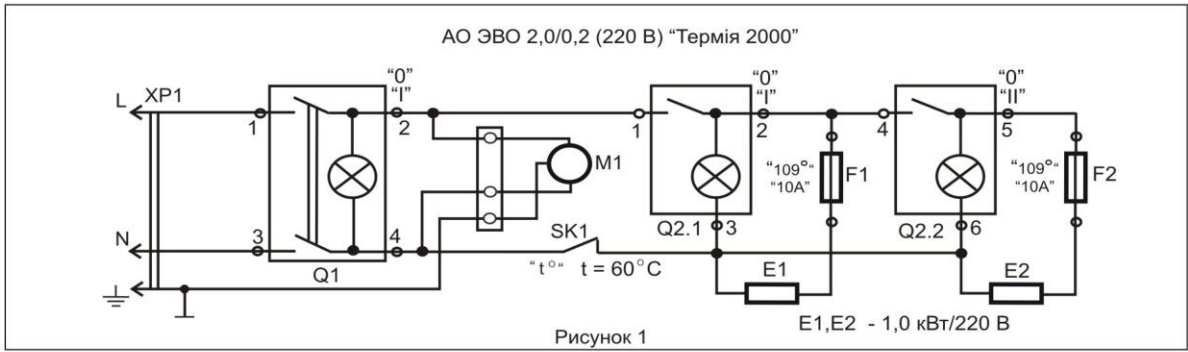 АО ЭВО 2,0/0,2 (220 В) “Термія 2000”
L XP1
1
“0”
“I”
2
N
3
4
Q1
M1
SK1
“t°“ t = 60°C
1
“0”
“I”
2
Q2.1
3
“109°“
“10A”
F1
E1
4
“0”
“II”
5
Q2.2
6
“109°“
“10A”
F2
E2
E1,E2 - 1,0 кВт/220 В
Рисунок 1